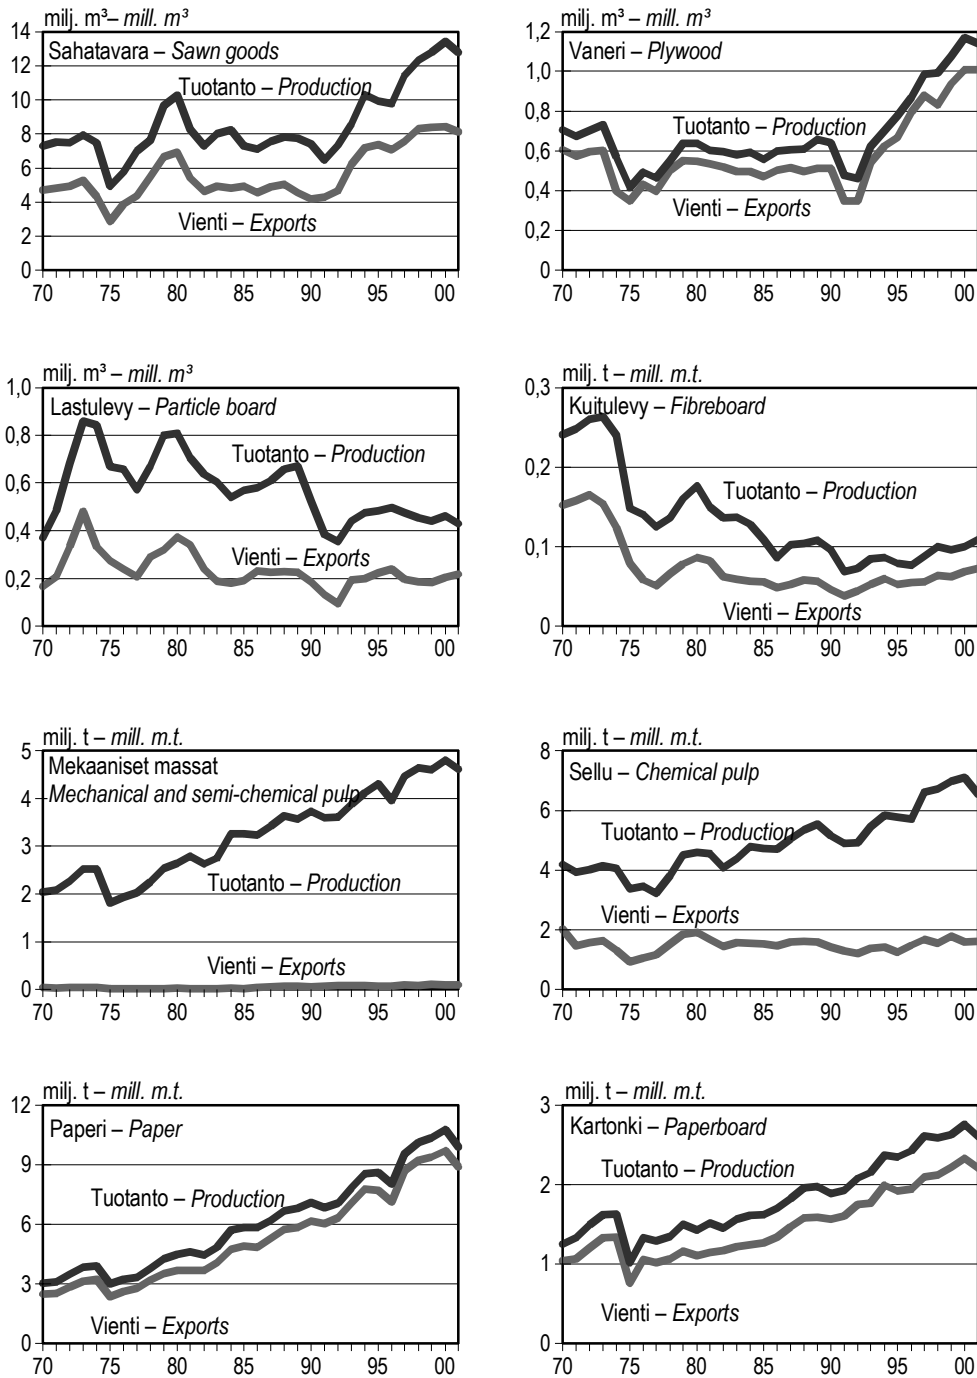 milj. m³– mill. m³
Sahatavara – Sawn goods
Tuotanto – Production
Vienti – Exports
14
12
10
8
6
4
2
0
70 75 80 85 90 95 00
milj. m³ – mill. m³
Vaneri – Plywood
Tuotanto – Production
Vienti – Exports
1,2
1,0
0,8
0,6
0,4
0,2
0
70 75 80 85 90 95 00
milj. m³ – mill. m³
Lastulevy – Particle board
Tuotanto – Production
Vienti – Exports
1,0
0,8
0,6
0,4
0,2
0
70 75 80 85 90 95 00
milj. t – mill. m.t.
Kuitulevy – Fibreboard
Tuotanto – Production
Vienti – Exports
0,3
0,2
0,1
0
70 75 80 85 90 95 00
milj. t – mill. m.t.
Mekaaniset massat
Mechanical and semi-chemical pulp
Tuotanto – Production
Vienti – Exports
5
4
3
2
1
0
70 75 80 85 90 95 00
milj. t – mill. m.t.
Sellu – Chemical pulp
Tuotanto – Production
Vienti – Exports
8
6
4
2
0
70 75 80 85 90 95 00
milj. t – mill. m.t.
Paperi – Paper
Tuotanto – Production
Vienti – Exports
12
9
6
3
0
70 75 80 85 90 95 00
milj. t – mill. m.t.
Kartonki – Paperboard
Tuotanto – Production
Vienti – Exports
3
2
1
0
70 75 80 85 90 95 00